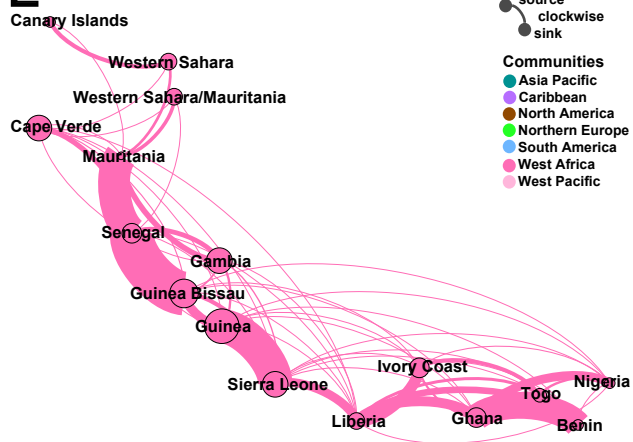 E
source
clockwise
sink
Canary Islands
Western Sahara
Western Sahara/Mauritania
Cape Verde
Mauritania
Senegal
Gambia
Guinea Bissau
Guinea
Sierra Leone
Ivory Coast
Liberia
Ghana
Togo
Nigeria
Benin
Communities
Asia Pacific
Caribbean
North America
Northern Europe
South America
West Africa
West Pacific